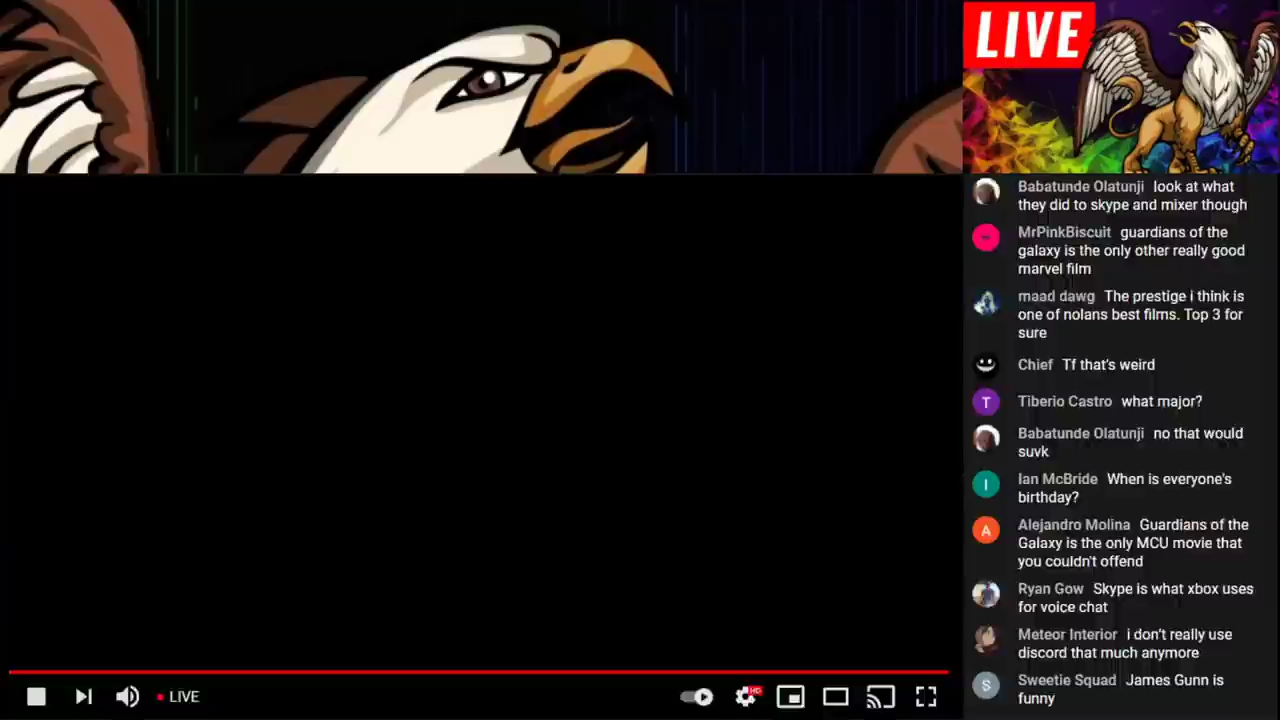 LIVE
Babatunde Olatunji look at what
they did to skype and mixer though
MrPinkBiscuit guardians of the
galaxy is the only other really good
marvel film
maad dawg The prestige i think is
one of nolans best films. Top 3 for
sure
Chief Tf that's weird
T
Tiberio Castro what major?
Babatunde Olatunji no that would
suvk
I
Ian McBride When is everyone's
birthday?
A
Alejandro Molina Guardians of the
Galaxy is the only MCU movie that
you couldn't offend
Ryan Gow Skype is what xbox uses
for voice chat
Meteor Interior i don't really use
discord that much anymore
S
Sweetie Squad James Gunn is
funny
LIVE
HD